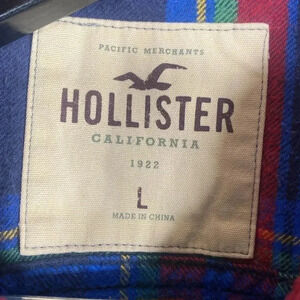 PACIFIC MERCHANTS
HOLLISTER
CALIFORNIA
1922
L
MADE IN CHINA